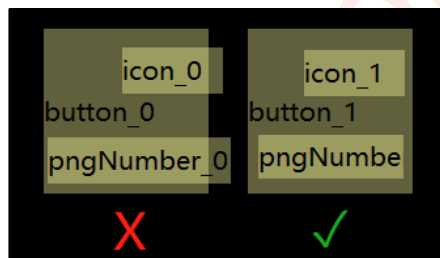 icon_0
icon_1
button_0
button_1
pngNumber_0
pngNumbe
X
✓